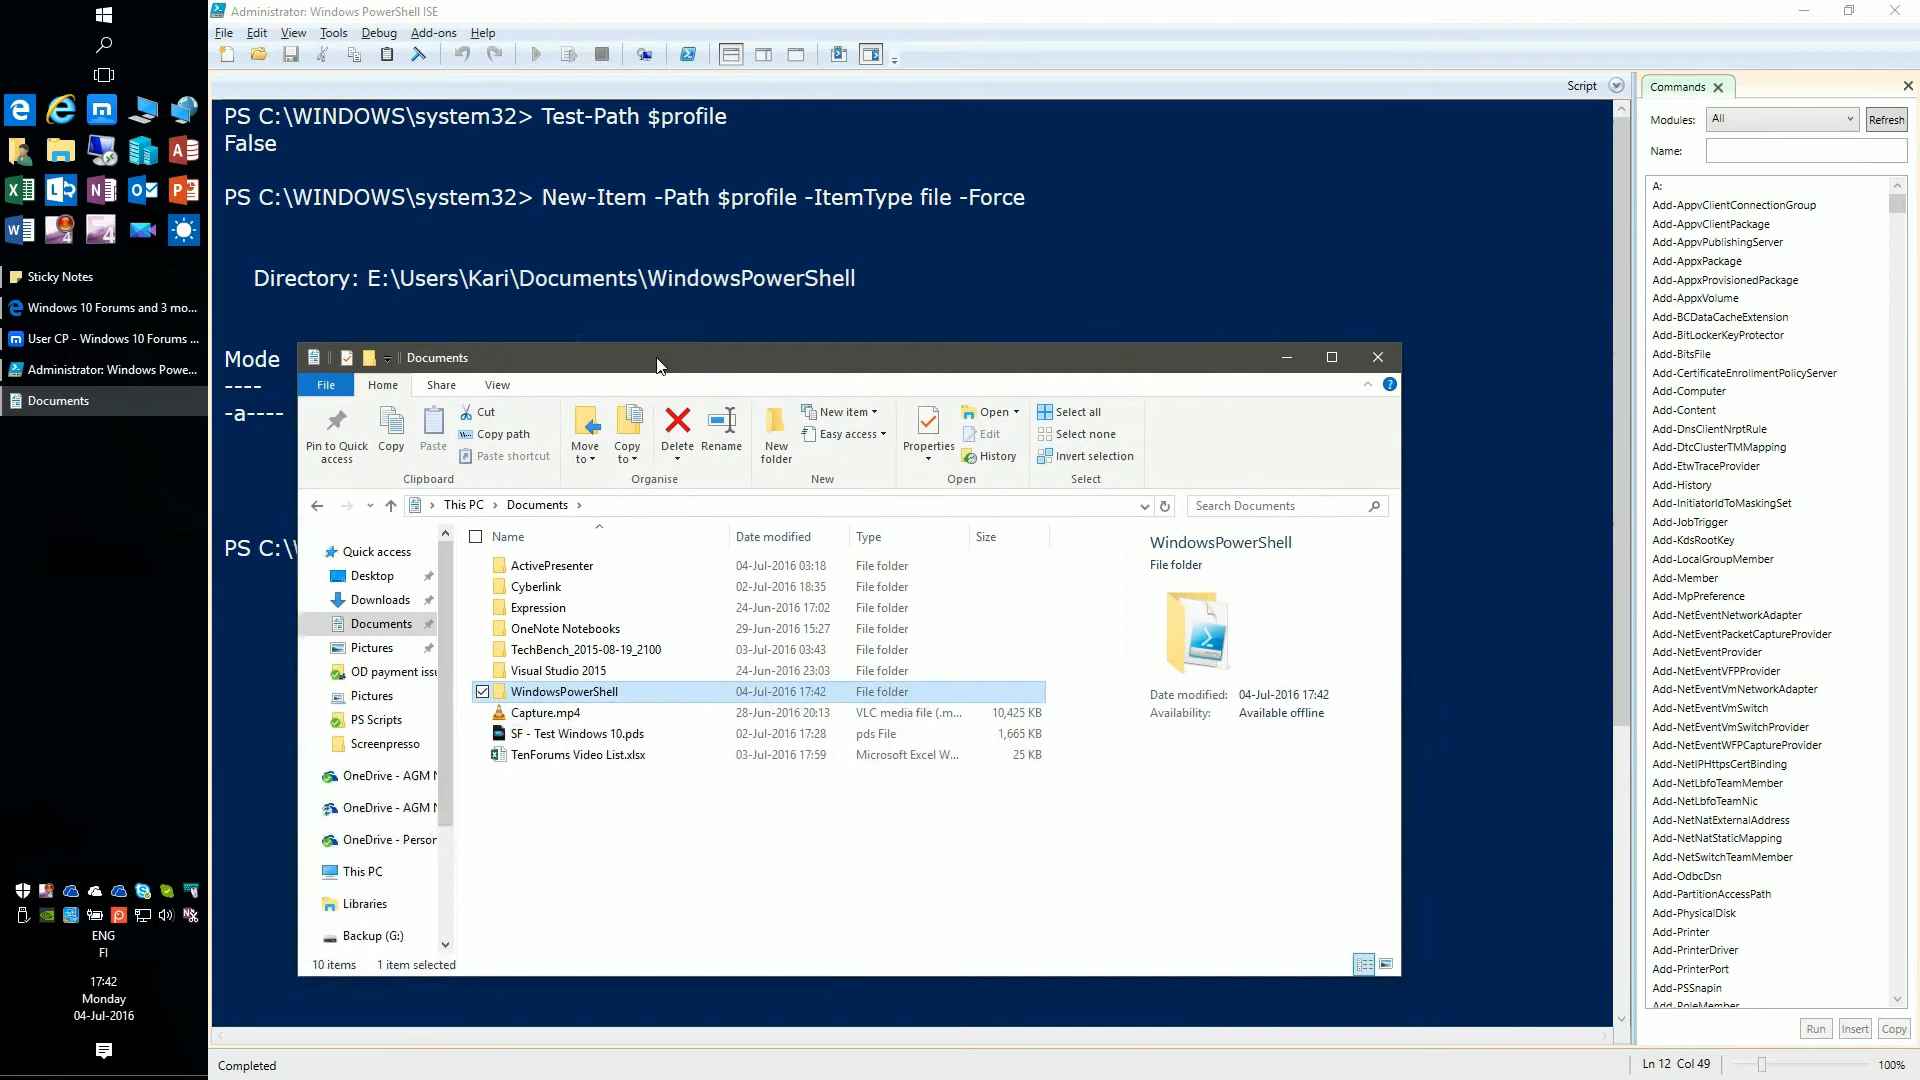 Administrator: Windows PowerShell ISE
File Edit View Tools Debug Add-ons Help
Script
PS C:\WINDOWS\system32> Test-Path $profile
False
PS C:\WINDOWS\system32> New-Item -Path $profile -ItemType file -Force
Directory: E:\Users\Kari\Documents\WindowsPowerShell
Mode
----
-a----
PS C:\
Sticky Notes
Windows 10 Forums and 3 mo...
User CP - Windows 10 Forums ...
Administrator: Windows Powe...
Documents
ENG
FI
17:42
Monday
04-Jul-2016
Documents
File Home Share View
Pin to Quick access
Copy
Paste
Cut
Copy path
Paste shortcut
Clipboard
Move to
Copy to
Delete
Rename
Organise
New folder
New item
Easy access
New
Properties
Open
Edit
History
Open
Select all
Select none
Invert selection
Select
This PC > Documents >
Search Documents
Quick access
Desktop
Downloads
Documents
Pictures
OD payment issu
Pictures
PS Scripts
Screenpresso
OneDrive - AGM N
OneDrive - AGM N
OneDrive - Person
This PC
Libraries
Backup (G:)
Name Date modified Type Size
ActivePresenter 04-Jul-2016 03:18 File folder
Cyberlink 02-Jul-2016 18:35 File folder
Expression 24-Jun-2016 17:02 File folder
OneNote Notebooks 29-Jun-2016 15:27 File folder
TechBench_2015-08-19_2100 03-Jul-2016 03:43 File folder
Visual Studio 2015 24-Jun-2016 23:03 File folder
WindowsPowerShell 04-Jul-2016 17:42 File folder
Capture.mp4 28-Jun-2016 20:13 VLC media file (.m... 10,425 KB
SF - Test Windows 10.pds 02-Jul-2016 17:28 pds File 1,665 KB
TenForums Video List.xlsx 03-Jul-2016 17:59 Microsoft Excel W... 25 KB
WindowsPowerShell
File folder
Date modified: 04-Jul-2016 17:42
Availability: Available offline
10 items 1 item selected
Commands
Modules: All Refresh
Name:
A:
Add-AppvClientConnectionGroup
Add-AppvClientPackage
Add-AppvPublishingServer
Add-AppxPackage
Add-AppxProvisionedPackage
Add-AppxVolume
Add-BCDataCacheExtension
Add-BitLockerKeyProtector
Add-BitsFile
Add-CertificateEnrollmentPolicyServer
Add-Computer
Add-Content
Add-DnsClientNrptRule
Add-DtcClusterTMMapping
Add-EtwTraceProvider
Add-History
Add-InitiatorIdToMaskingSet
Add-JobTrigger
Add-KdsRootKey
Add-LocalGroupMember
Add-Member
Add-MpPreference
Add-NetEventNetworkAdapter
Add-NetEventPacketCaptureProvider
Add-NetEventProvider
Add-NetEventVFPProvider
Add-NetEventVmNetworkAdapter
Add-NetEventVmSwitch
Add-NetEventVmSwitchProvider
Add-NetEventWFPCaptureProvider
Add-NetIPHttpsCertBinding
Add-NetLbfoTeamMember
Add-NetLbfoTeamNic
Add-NetNatExternalAddress
Add-NetNatStaticMapping
Add-NetSwitchTeamMember
Add-OdbcDsn
Add-PartitionAccessPath
Add-PhysicalDisk
Add-Printer
Add-PrinterDriver
Add-PrinterPort
Add-PSSnapin
Add-RoleMember
Run Insert Copy
Completed
Ln 12 Col 49
100%